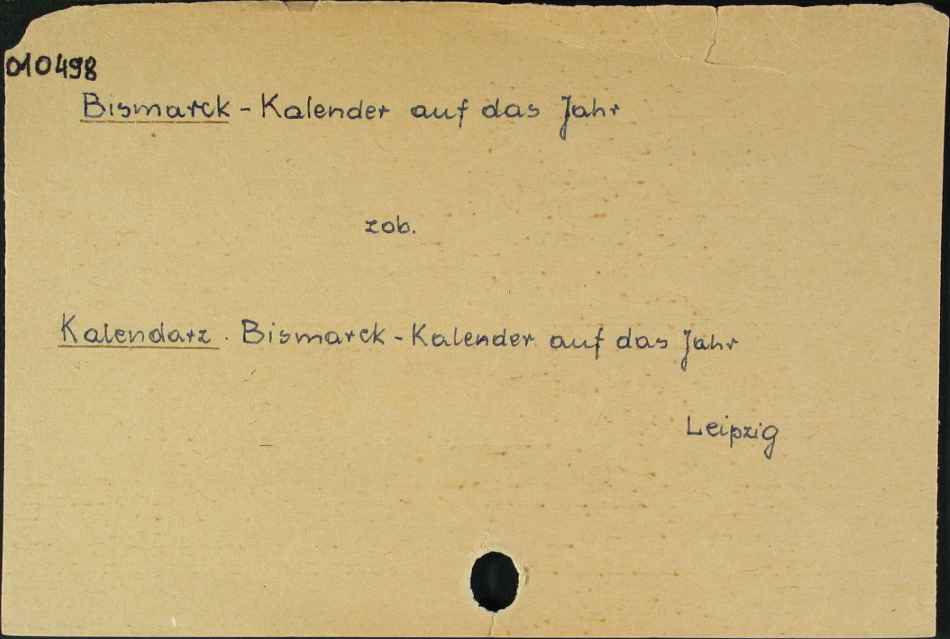 010498
Bismarck - Kalender auf das Jahr
zob.
Kalendarz. Bismarck - Kalender auf das Jahr
Leipzig